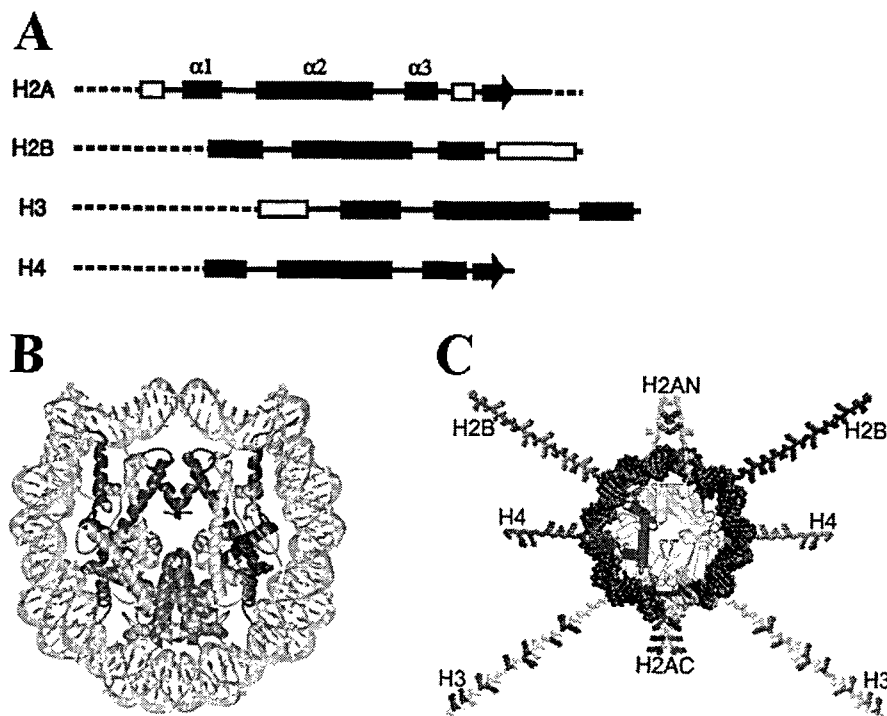 A
α1 α2 α3
H2A
H2B
H3
H4
B
C
H2AN
H2B H2B
H4 H4
H3 H3
H2AC